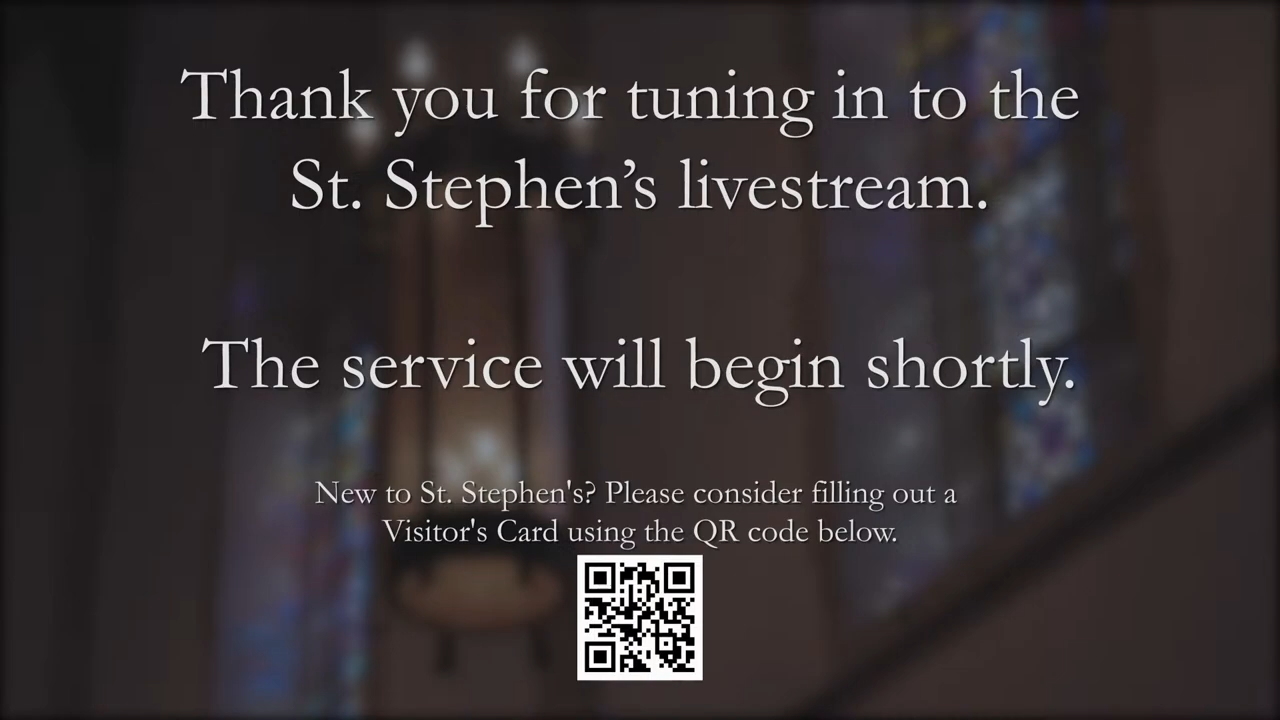 Thank you for tuning in to the
St. Stephen’s livestream.
The service will begin shortly.
New to St. Stephen's? Please consider filling out a
Visitor's Card using the QR code below.